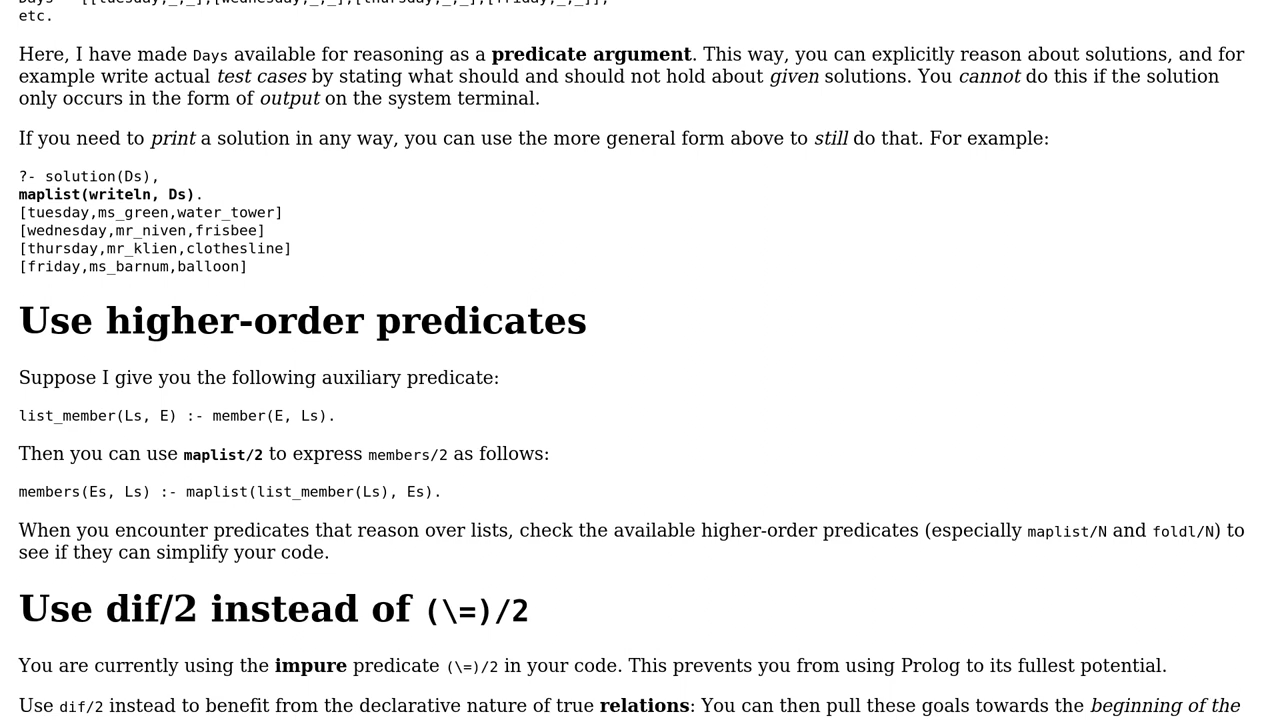 Days = [[tuesday,_,_],[wednesday,_,_],[thursday,_,_],[friday,_,_]],
etc.
Here, I have made Days available for reasoning as a predicate argument. This way, you can explicitly reason about solutions, and for
example write actual test cases by stating what should and should not hold about given solutions. You cannot do this if the solution
only occurs in the form of output on the system terminal.
If you need to print a solution in any way, you can use the more general form above to still do that. For example:
?- solution(Ds),
maplist(writeln, Ds).
[tuesday,ms_green,water_tower]
[wednesday,mr_niven,frisbee]
[thursday,mr_klien,clothesline]
[friday,ms_barnum,balloon]
Use higher-order predicates
Suppose I give you the following auxiliary predicate:
list_member(Ls, E) :- member(E, Ls).
Then you can use maplist/2 to express members/2 as follows:
members(Es, Ls) :- maplist(list_member(Ls), Es).
When you encounter predicates that reason over lists, check the available higher-order predicates (especially maplist/N and foldl/N) to
see if they can simplify your code.
Use dif/2 instead of (\=)/2
You are currently using the impure predicate (\=)/2 in your code. This prevents you from using Prolog to its fullest potential.
Use dif/2 instead to benefit from the declarative nature of true relations: You can then pull these goals towards the beginning of the